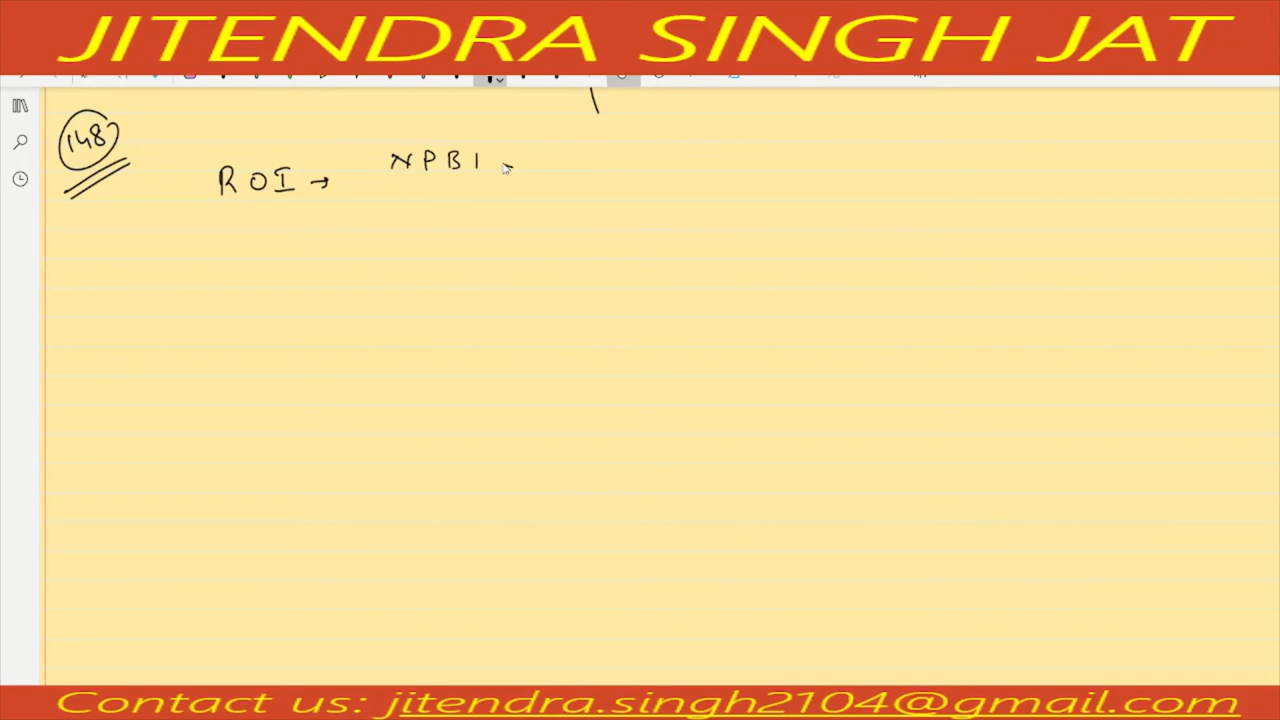 JITENDRA SINGH JAT
148
NPBI
ROI →
Contact us: jitendra.singh2104@gmail.com